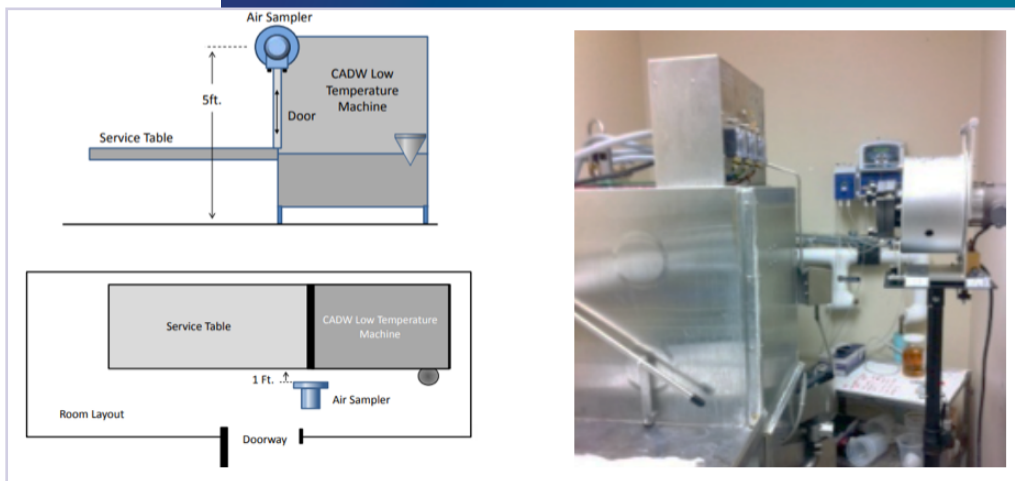 Air Sampler
CADW Low
Temperature
Machine
5ft.
Door
Service Table
Service Table
CADW Low Temperature
Machine
1 Ft.
Air Sampler
Room Layout
Doorway